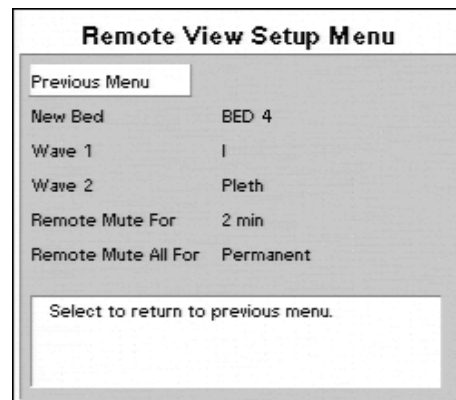 Remote View Setup Menu
Previous Menu
New Bed BED 4
Wave 1 I
Wave 2 Pleth
Remote Mute For 2 min
Remote Mute All For Permanent
Select to return to previous menu.